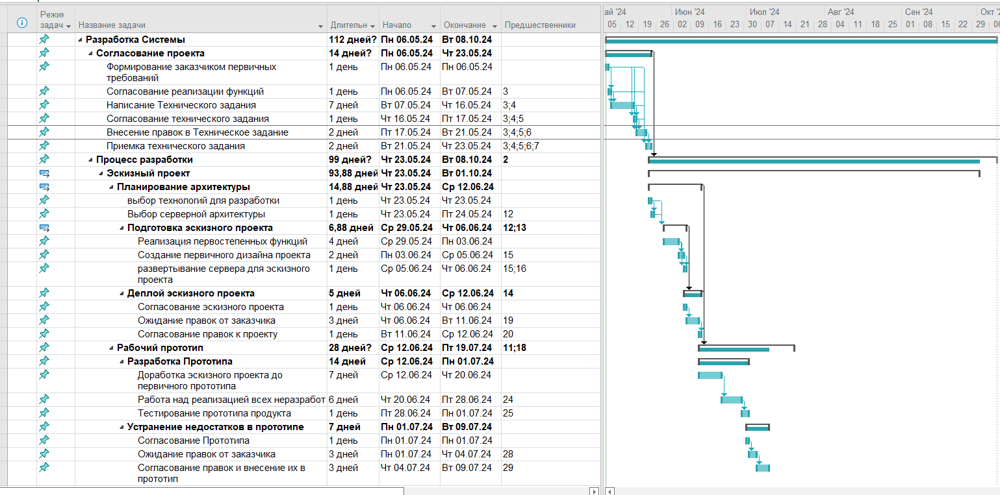 Режим задачи Название задачи Длительн Начало Окончание Предшественники
ай '24 Июн '24 Июл '24 Авг '24 Сен '24 Окт '2
05 12 19 26 02 09 16 23 30 07 14 21 28 04 11 18 25 01 08 15 22 29 06
Разработка Системы 112 дней? Пн 06.05.24 Вт 08.10.24
Согласование проекта 14 дней? Пн 06.05.24 Чт 23.05.24
Формирование заказчиком первичных 1 день Пн 06.05.24 Пн 06.05.24
требований
Согласование реализации функций 1 день Пн 06.05.24 Вт 07.05.24 3
Написание Технического задания 7 дней Вт 07.05.24 Чт 16.05.24 3;4
Согласование технического задания 1 день Чт 16.05.24 Пт 17.05.24 3;4;5
Внесение правок в Техническое задание 2 дней Пт 17.05.24 Вт 21.05.24 3;4;5;6
Приемка технического задания 2 дней Вт 21.05.24 Чт 23.05.24 3;4;5;6;7
Процесс разработки 99 дней? Чт 23.05.24 Вт 08.10.24 2
Эскизный проект 93,88 дней Чт 23.05.24 Вт 01.10.24
Планирование архитектуры 14,88 дней Чт 23.05.24 Ср 12.06.24
выбор технологий для разработки 1 день Чт 23.05.24 Чт 23.05.24
Выбор серверной архитектуры 1 день Чт 23.05.24 Пт 24.05.24 12
Подготовка эскизного проекта 6,88 дней Ср 29.05.24 Чт 06.06.24 12;13
Реализация первостепенных функций 4 дней Ср 29.05.24 Пн 03.06.24
Создание первичного дизайна проекта 2 дней Пн 03.06.24 Ср 05.06.24 15
развертывание сервера для эскизного 1 день Ср 05.06.24 Чт 06.06.24 15;16
проекта
Деплой эскизного проекта 5 дней Чт 06.06.24 Ср 12.06.24 14
Согласование эскизного проекта 1 день Чт 06.06.24 Чт 06.06.24
Ожидание правок от заказчика 3 дней Чт 06.06.24 Вт 11.06.24 19
Согласование правок к проекту 1 день Вт 11.06.24 Ср 12.06.24 20
Рабочий прототип 28 дней? Ср 12.06.24 Пт 19.07.24 11;18
Разработка Прототипа 14 дней Ср 12.06.24 Пн 01.07.24
Доработка эскизного проекта до 7 дней Ср 12.06.24 Чт 20.06.24
первичного прототипа
Работа над реализацией всех неразработ 6 дней Чт 20.06.24 Пт 28.06.24 24
Тестирование прототипа продукта 1 день Пт 28.06.24 Пн 01.07.24 25
Устранение недостатков в прототипе 7 дней Пн 01.07.24 Вт 09.07.24
Согласование Прототипа 1 день Пн 01.07.24 Пн 01.07.24
Ожидание правок от заказчика 3 дней Пн 01.07.24 Чт 04.07.24 28
Согласование правок и внесение их в 3 дней Чт 04.07.24 Вт 09.07.24 29
прототип